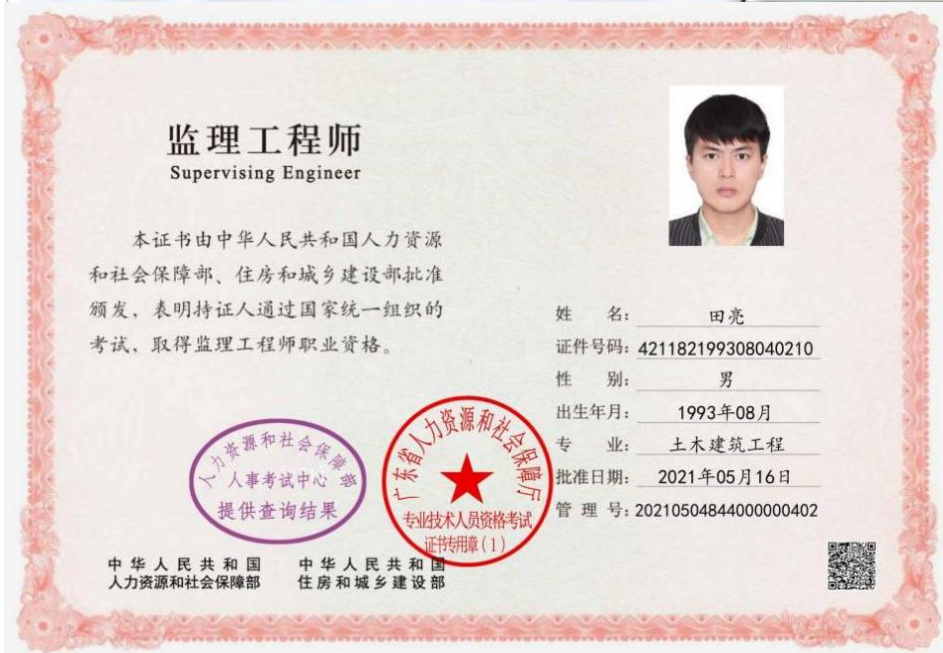 监理工程师
Supervising Engineer
本证书由中华人民共和国人力资源
和社会保障部、住房和城乡建设部批准
颁发，表明持证人通过国家统一组织的
考试，取得监理工程师职业资格。
姓 名：田亮
证件号码：421182199308040210
性 别：男
出生年月：1993年08月
专 业：土木建筑工程
批准日期：2021年05月16日
管 理 号：20210504844000000402
人力资源和社会保障部
人事考试中心
提供查询结果
广东省人力资源和社会保障厅
专业技术人员资格考试
证书专用章（1）
中华人民共和国
人力资源和社会保障部
中华人民共和国
住房和城乡建设部